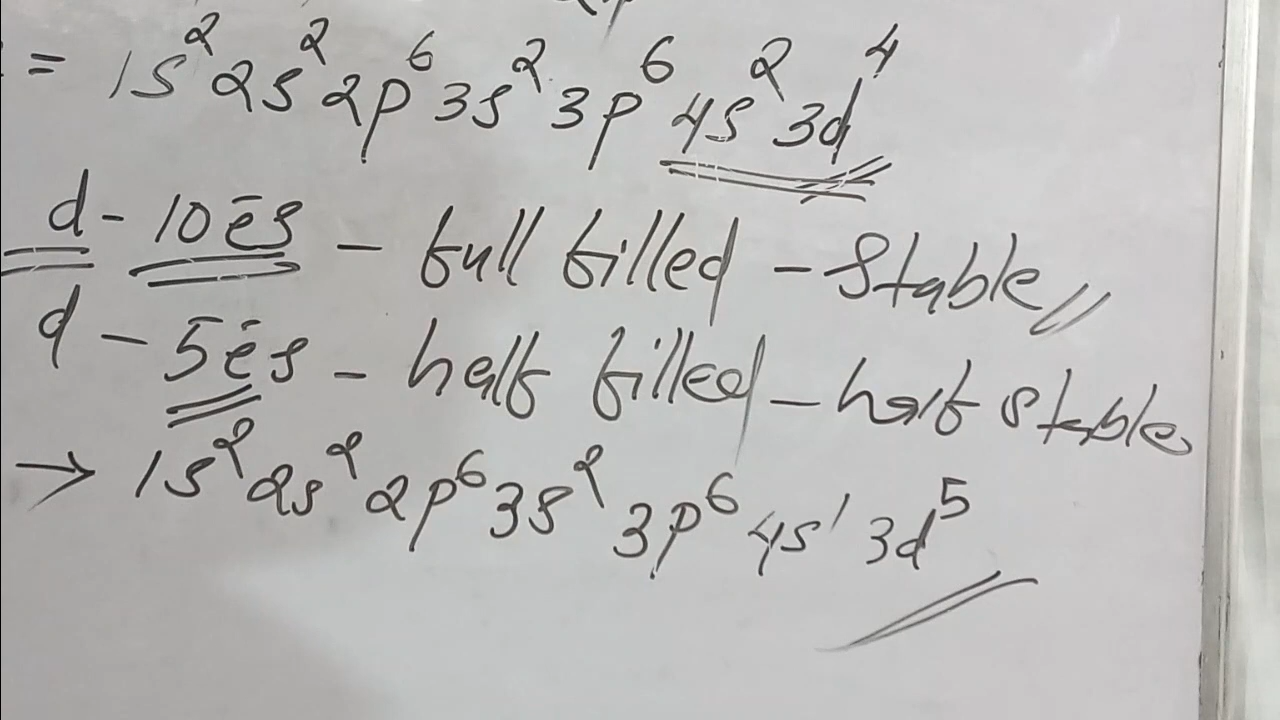 = 1s² 2s² 2p⁶ 3s² 3p⁶ 4s² 3d⁴
d - 10 ēs - full filled - Stable //
d - 5 ēs - half filled - half stable
→ 1s² 2s² 2p⁶ 3s² 3p⁶ 4s¹ 3d⁵